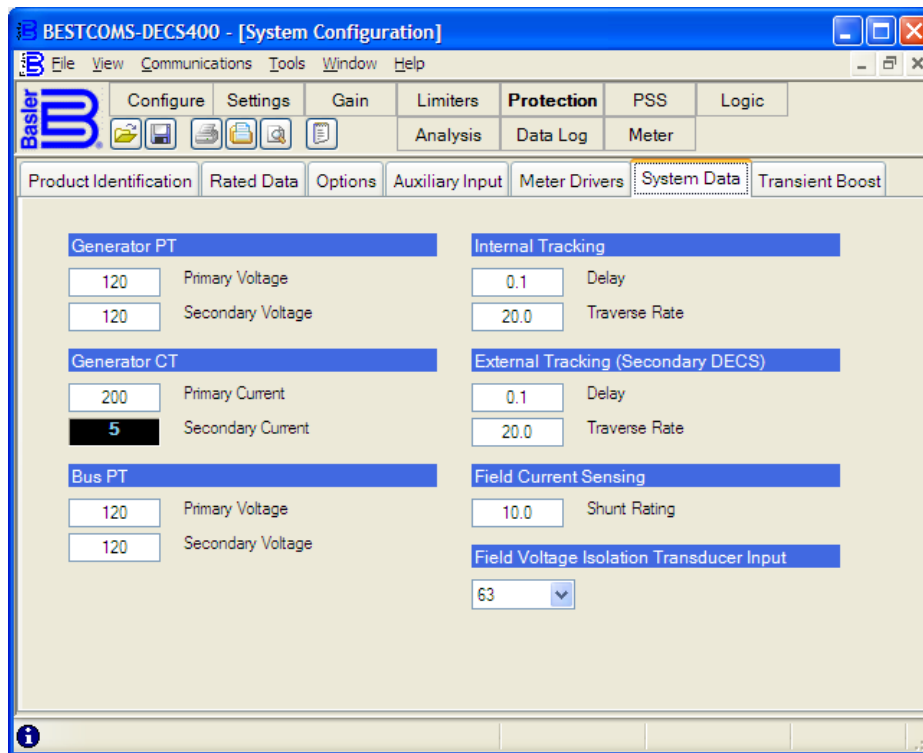 BESTCOMS-DECS400 - [System Configuration]
File View Communications Tools Window Help
Basler
Configure Settings Gain Limiters Protection PSS Logic
Analysis Data Log Meter
Product Identification Rated Data Options Auxiliary Input Meter Drivers System Data Transient Boost
Generator PT
120 Primary Voltage
120 Secondary Voltage
Generator CT
200 Primary Current
5 Secondary Current
Bus PT
120 Primary Voltage
120 Secondary Voltage
Internal Tracking
0.1 Delay
20.0 Traverse Rate
External Tracking (Secondary DECS)
0.1 Delay
20.0 Traverse Rate
Field Current Sensing
10.0 Shunt Rating
Field Voltage Isolation Transducer Input
63